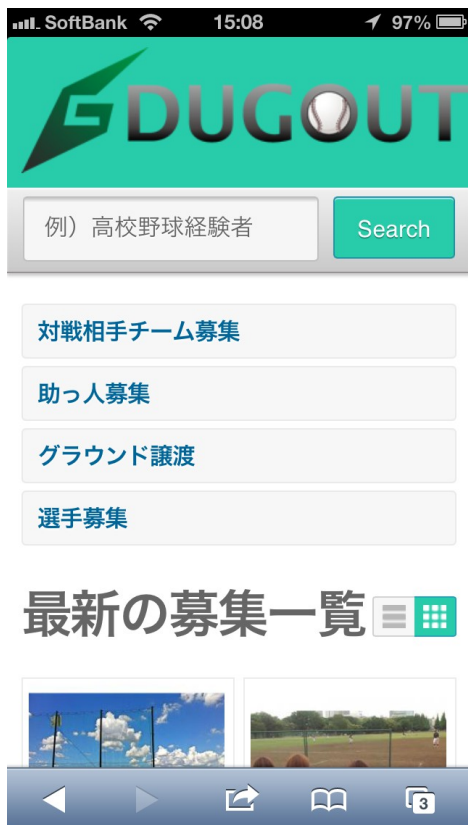 SoftBank 15:08 97%
GDUGOUT
例）高校野球経験者
Search
対戦相手チーム募集
助っ人募集
グラウンド譲渡
選手募集
最新の募集一覧
3